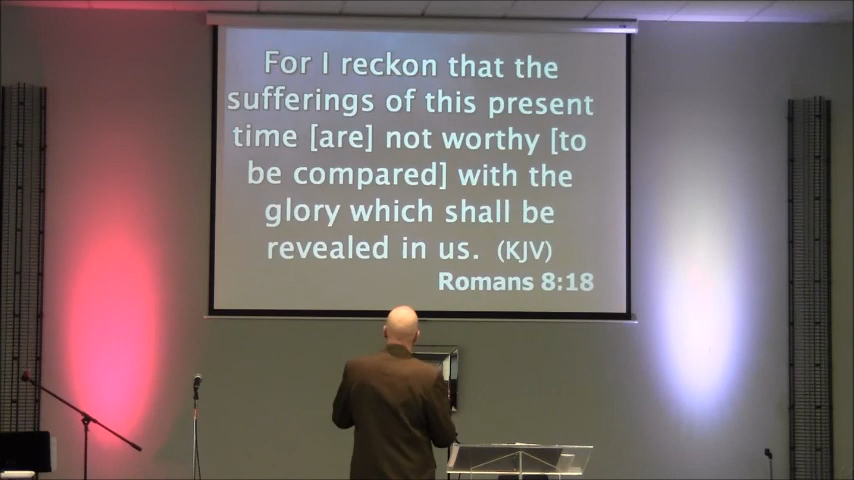 For I reckon that the
sufferings of this present
time [are] not worthy [to
be compared] with the
glory which shall be
revealed in us. (KJV)
Romans 8:18